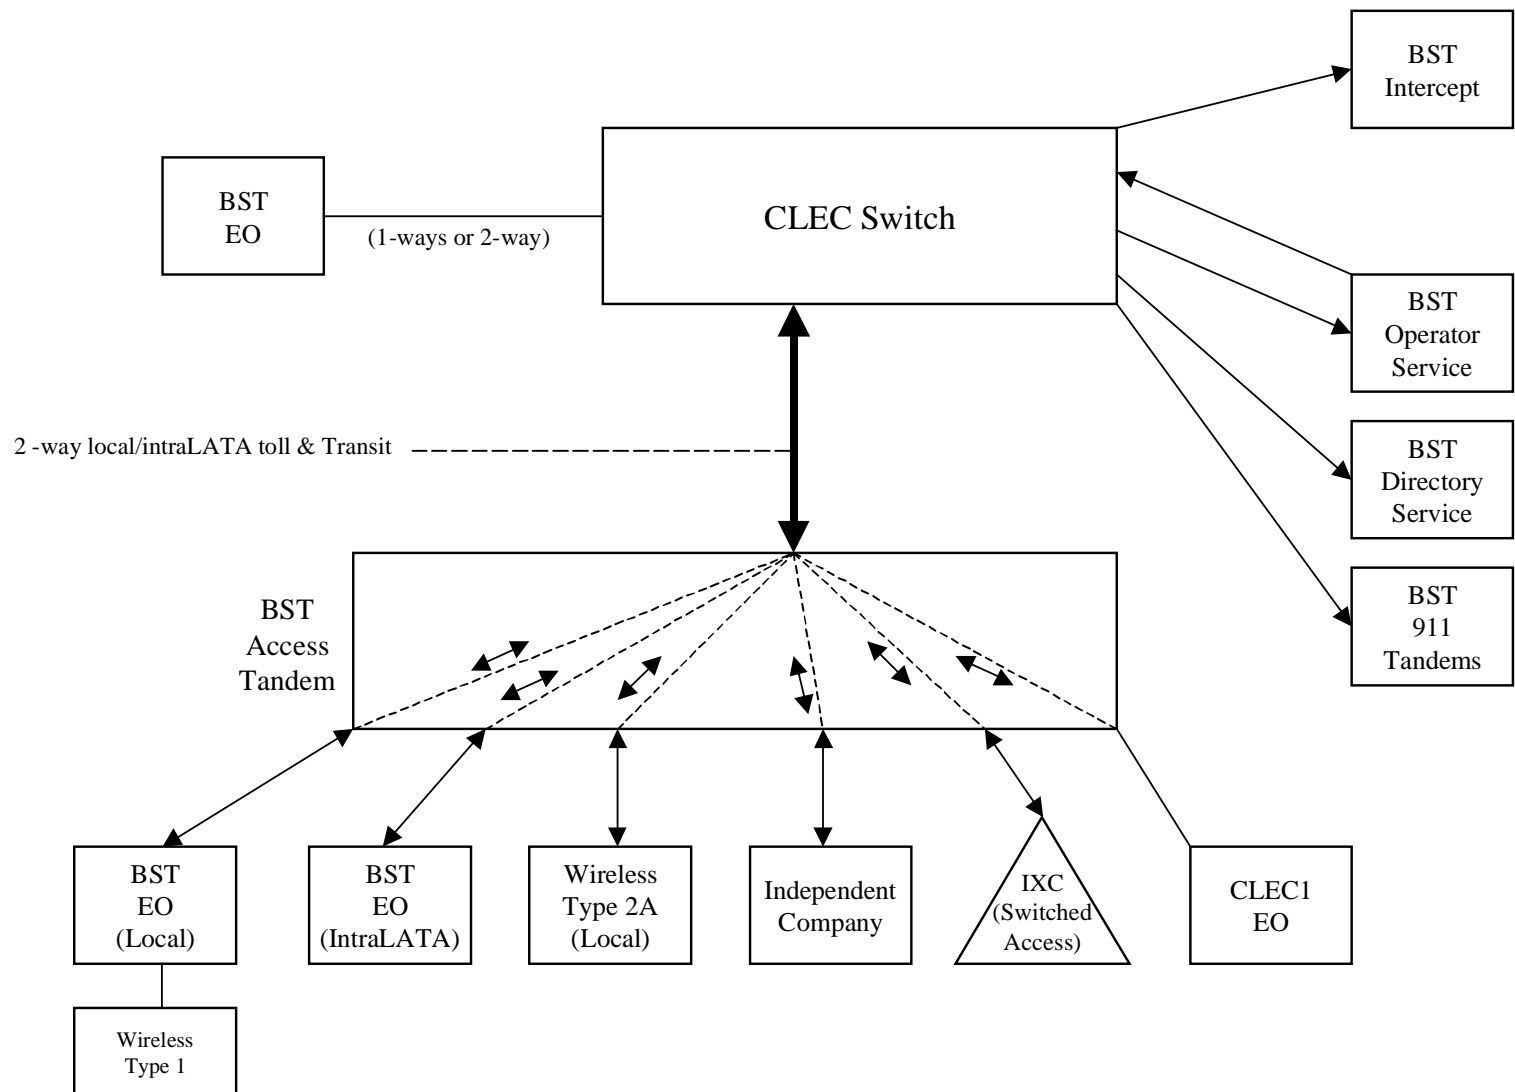 BST
Intercept
BST
EO
(1-ways or 2-way)
CLEC Switch
BST
Operator
Service
2 -way local/intraLATA toll & Transit
BST
Directory
Service
BST
911
Tandems
BST
Access
Tandem
BST
EO
(Local)
BST
EO
(IntraLATA)
Wireless
Type 2A
(Local)
Independent
Company
IXC
(Switched
Access)
CLEC1
EO
Wireless
Type 1